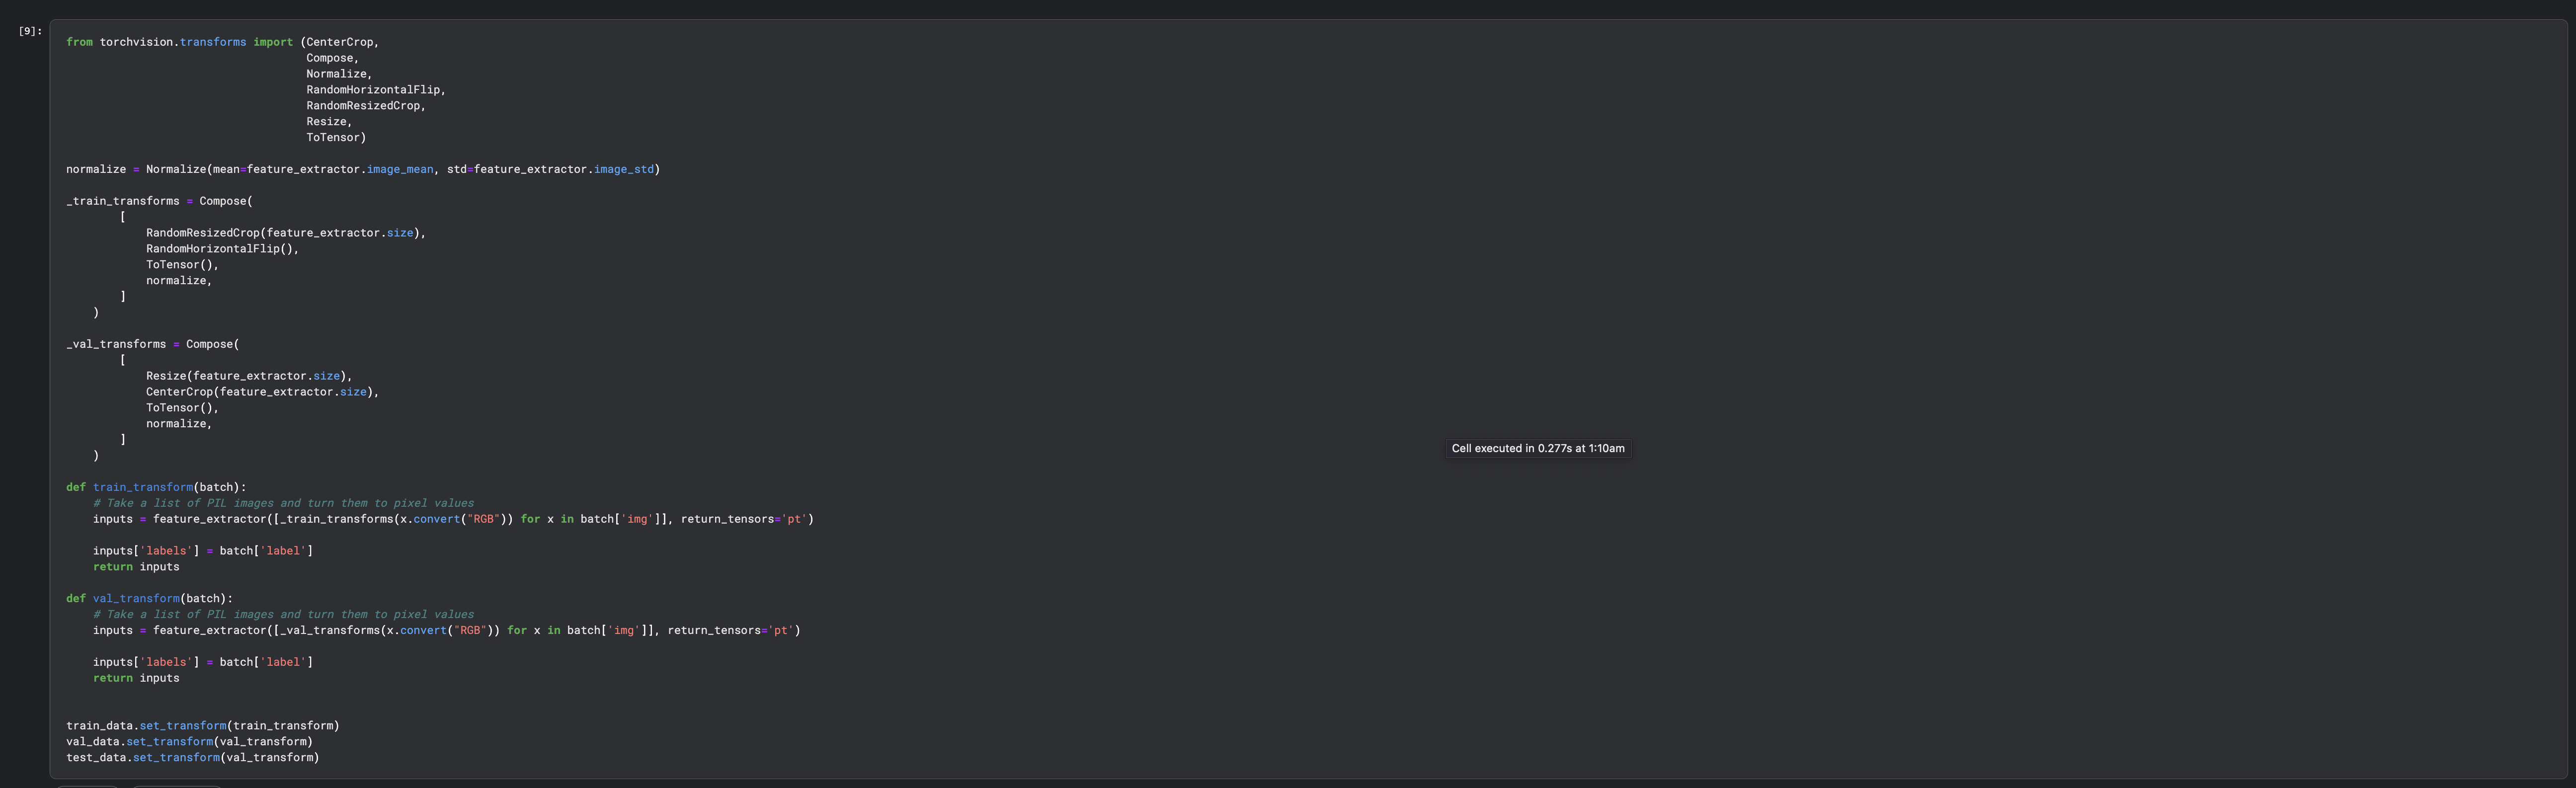 [9]:
from torchvision.transforms import (CenterCrop,
                                    Compose,
                                    Normalize,
                                    RandomHorizontalFlip,
                                    RandomResizedCrop,
                                    Resize,
                                    ToTensor)

normalize = Normalize(mean=feature_extractor.image_mean, std=feature_extractor.image_std)

_train_transforms = Compose(
        [
            RandomResizedCrop(feature_extractor.size),
            RandomHorizontalFlip(),
            ToTensor(),
            normalize,
        ]
    )

_val_transforms = Compose(
        [
            Resize(feature_extractor.size),
            CenterCrop(feature_extractor.size),
            ToTensor(),
            normalize,
        ]
    )
Cell executed in 0.277s at 1:10am

def train_transform(batch):
    # Take a list of PIL images and turn them to pixel values
    inputs = feature_extractor([_train_transforms(x.convert("RGB")) for x in batch['img']], return_tensors='pt')

    inputs['labels'] = batch['label']
    return inputs

def val_transform(batch):
    # Take a list of PIL images and turn them to pixel values
    inputs = feature_extractor([_val_transforms(x.convert("RGB")) for x in batch['img']], return_tensors='pt')

    inputs['labels'] = batch['label']
    return inputs


train_data.set_transform(train_transform)
val_data.set_transform(val_transform)
test_data.set_transform(val_transform)